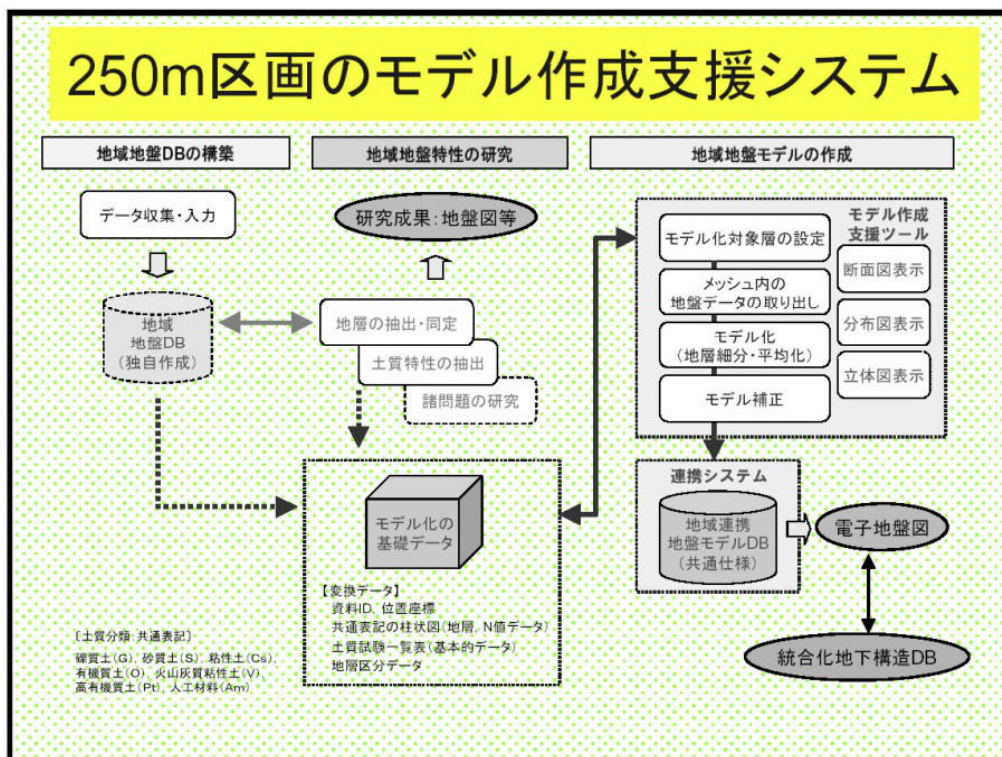 250m区画のモデル作成支援システム
地域地盤DBの構築
地域地盤特性の研究
地域地盤モデルの作成
データ収集・入力
地域
地盤DB
(独自作成)
研究成果:地盤図等
地層の抽出・同定
土質特性の抽出
諸問題の研究
モデル化の
基礎データ
【変換データ】
資料ID、位置座標
共通表記の柱状図(地層、N値データ)
土質試験一覧表(基本的データ)
地層区分データ
〔土質分類:共通表記〕
礫質土(G)、砂質土(S)、粘性土(Cs)、
有機質土(O)、火山灰質粘性土(V)、
高有機質土(Pt)、人工材料(Am)
モデル作成
支援ツール
モデル化対象層の設定
メッシュ内の
地盤データの取り出し
モデル化
(地層細分・平均化)
モデル補正
断面図表示
分布図表示
立体図表示
連携システム
地域連携
地盤モデルDB
(共通仕様)
電子地盤図
統合化地下構造DB